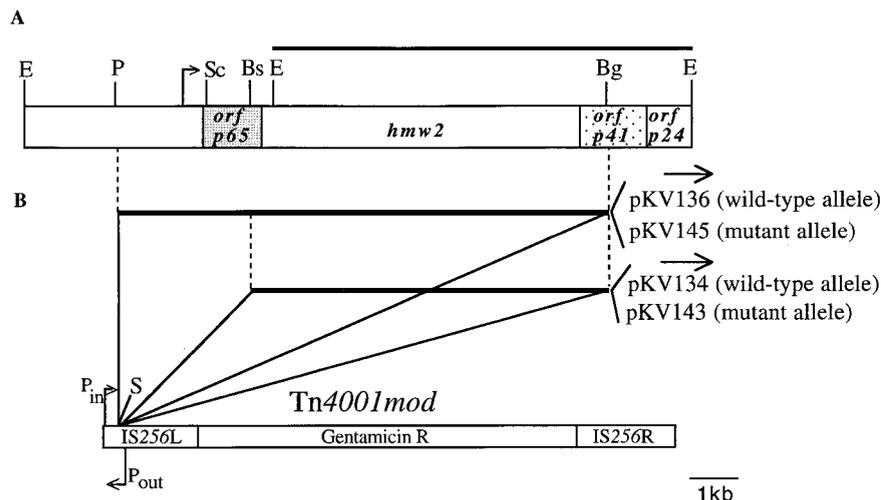 A
E P Sc Bs E Bg E
orf p65
hmw2
orf p41
orf p24
B
pKV136 (wild-type allele)
pKV145 (mutant allele)
pKV134 (wild-type allele)
pKV143 (mutant allele)
Pin S
Tn4001mod
IS256L Gentamicin R IS256R
Pout
1kb